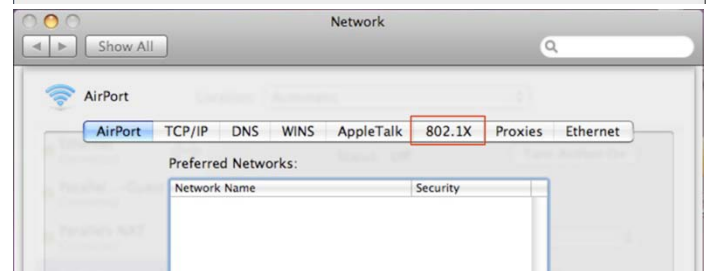 Network
Show All
AirPort
AirPort TCP/IP DNS WINS AppleTalk 802.1X Proxies Ethernet
Preferred Networks:
Network Name Security